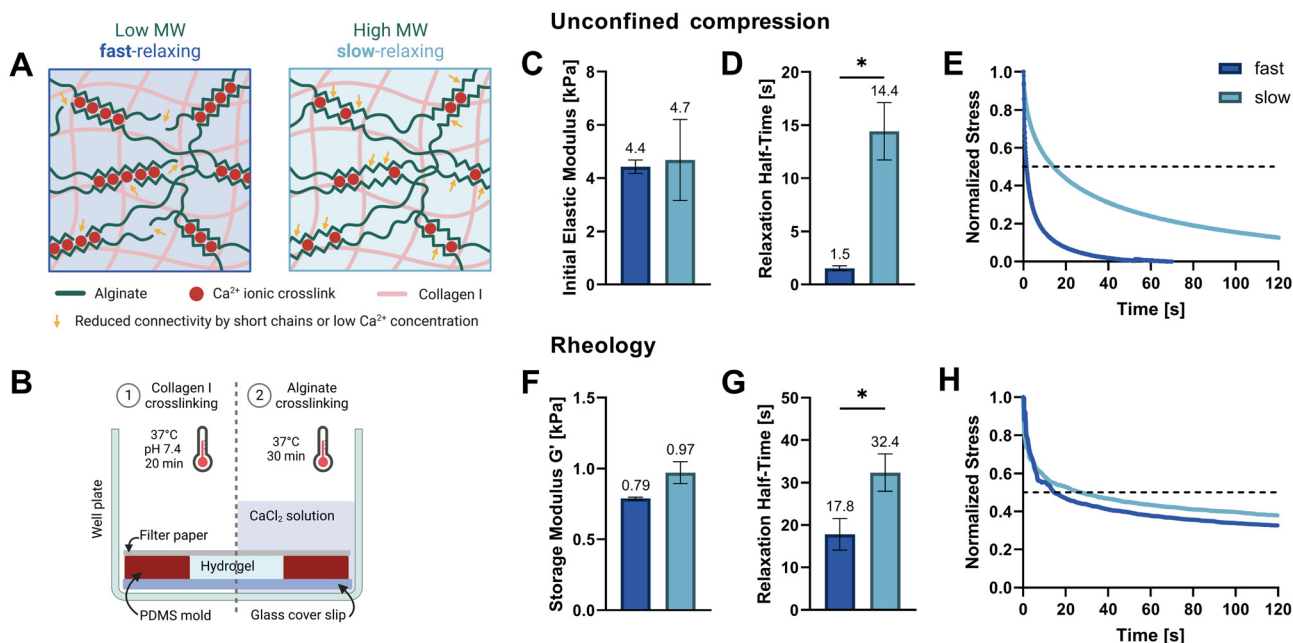 Unconfined compression
A
Low MW
fast-relaxing
High MW
slow-relaxing
Alginate
Ca²⁺ ionic crosslink
Collagen I
Reduced connectivity by short chains or low Ca²⁺ concentration
C
Initial Elastic Modulus [kPa]
8
6
4
2
0
4.4
4.7
D
Relaxation Half-Time [s]
20
15
10
5
0
*
1.5
14.4
E
Normalized Stress
1.0
0.8
0.6
0.4
0.2
0.0
0 20 40 60 80 100 120
Time [s]
fast
slow
B
1
Collagen I
crosslinking
37°C
pH 7.4
20 min
2
Alginate
crosslinking
37°C
30 min
Well plate
CaCl₂ solution
Filter paper
Hydrogel
PDMS mold
Glass cover slip
Rheology
F
Storage Modulus G' [kPa]
1.5
1.0
0.5
0.0
0.79
0.97
G
Relaxation Half-Time [s]
50
40
30
20
10
0
*
17.8
32.4
H
Normalized Stress
1.0
0.8
0.6
0.4
0.2
0.0
0 20 40 60 80 100 120
Time [s]